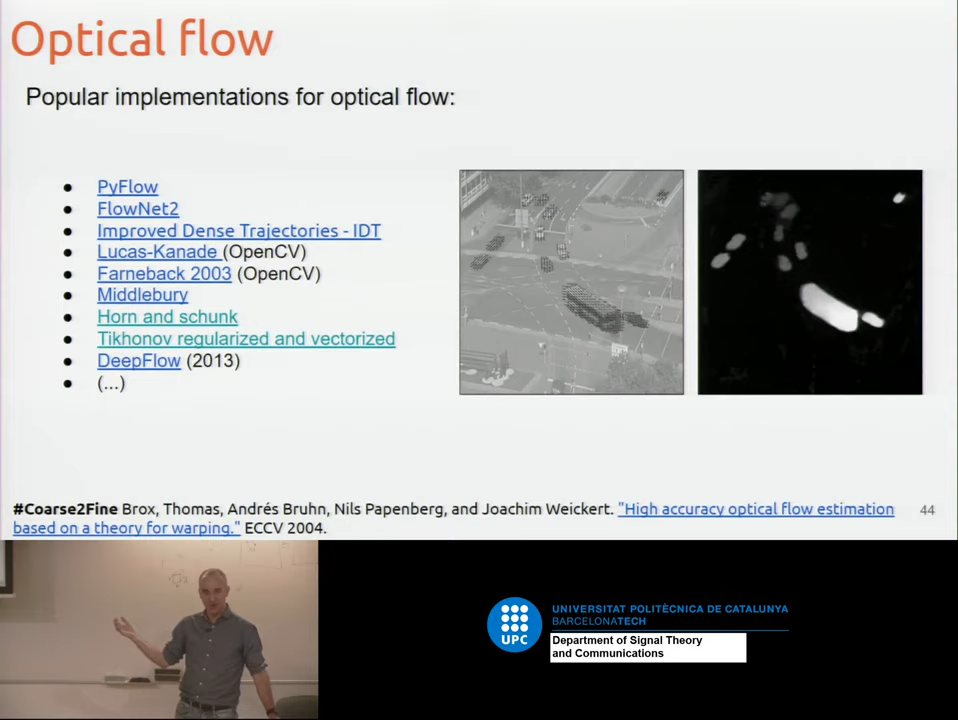 Optical flow
Popular implementations for optical flow:
● PyFlow
● FlowNet2
● Improved Dense Trajectories - IDT
● Lucas-Kanade (OpenCV)
● Farneback 2003 (OpenCV)
● Middlebury
● Horn and schunk
● Tikhonov regularized and vectorized
● DeepFlow (2013)
● (...)
#Coarse2Fine Brox, Thomas, Andrés Bruhn, Nils Papenberg, and Joachim Weickert. "High accuracy optical flow estimation
based on a theory for warping." ECCV 2004.
44
UPC
UNIVERSITAT POLITÈCNICA DE CATALUNYA
BARCELONATECH
Department of Signal Theory
and Communications